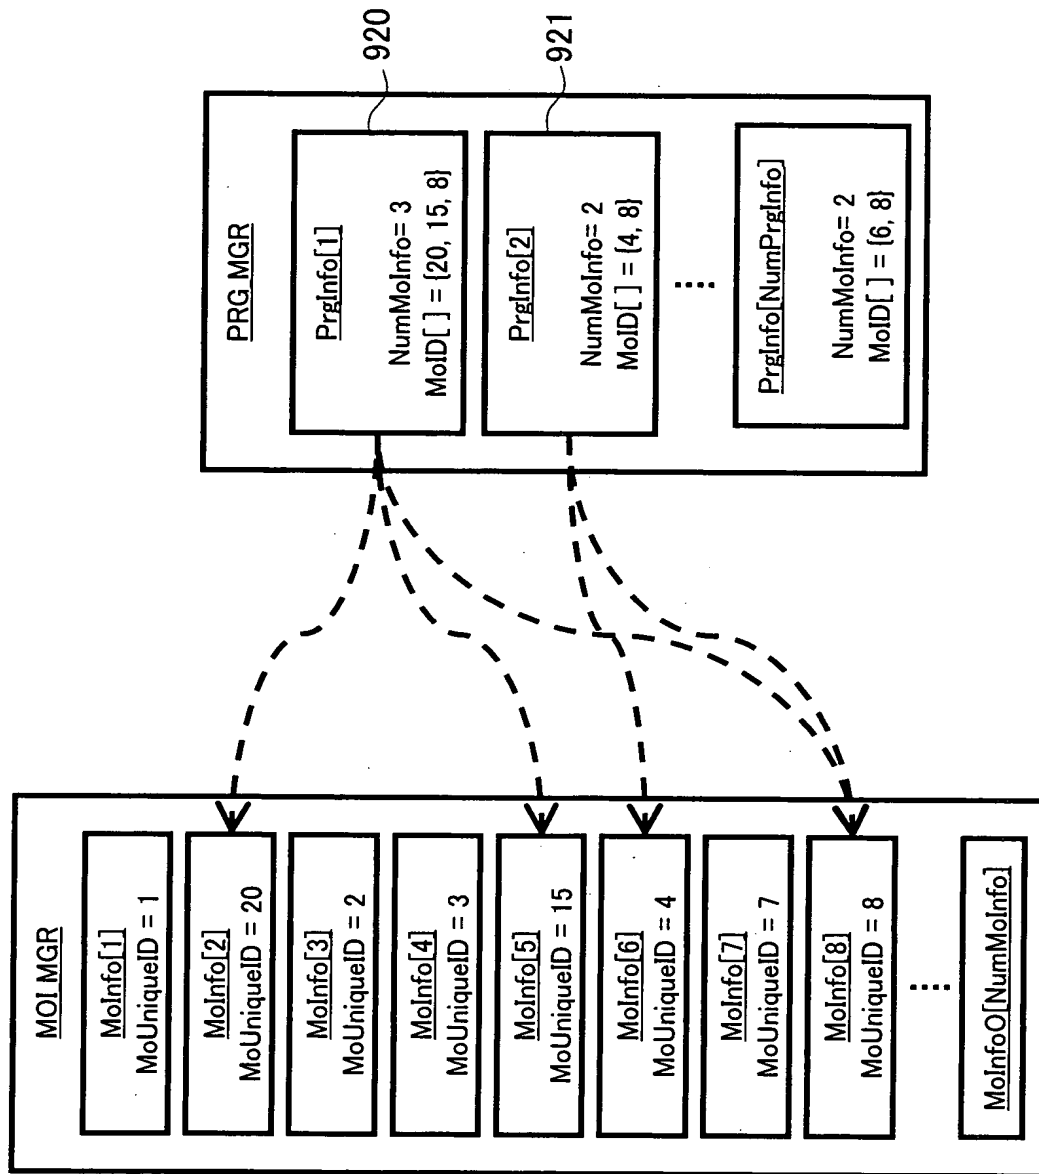 MOI MGR
MoInfo[1]
MoUniqueID = 1
MoInfo[2]
MoUniqueID = 20
MoInfo[3]
MoUniqueID = 2
MoInfo[4]
MoUniqueID = 3
MoInfo[5]
MoUniqueID = 15
MoInfo[6]
MoUniqueID = 4
MoInfo[7]
MoUniqueID = 7
MoInfo[8]
MoUniqueID = 8
.....
MoInfoO[NumMoInfo]
PRG MGR
PrgInfo[1]
NumMoInfo= 3
MoID[ ] = {20, 15, 8}
920
PrgInfo[2]
NumMoInfo= 2
MoID[ ] = {4, 8}
921
.....
PrgInfo[NumPrgInfo]
NumMoInfo= 2
MoID[ ] = {6, 8}